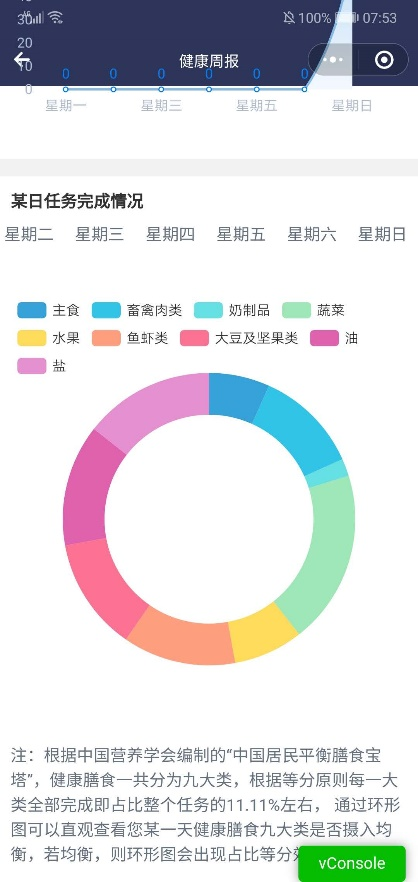 30
100% 07:53
20
健康周报
10
0 0 0 0 0 0
0
星期一 星期三 星期五 星期日
某日任务完成情况
星期二 星期三 星期四 星期五 星期六 星期日
主食 畜禽肉类 奶制品 蔬菜
水果 鱼虾类 大豆及坚果类 油
盐
注：根据中国营养学会编制的“中国居民平衡膳食宝
塔”，健康膳食一共分为九大类，根据等分原则每一大
类全部完成即占比整个任务的11.11%左右， 通过环形
图可以直观查看您某一天健康膳食九大类是否摄入均
衡，若均衡，则环形图会出现占比等分
vConsole